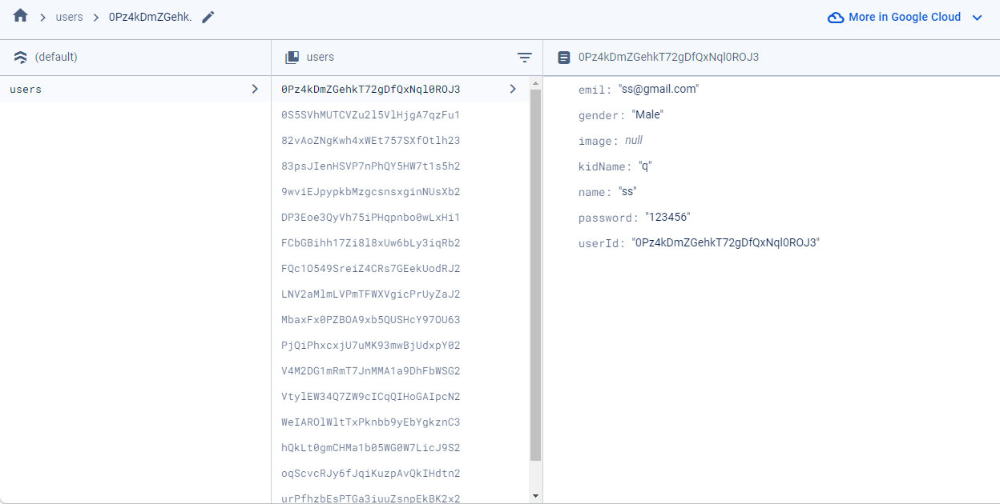 users
0Pz4kDmZGehk.
More in Google Cloud
(default)
users
0Pz4kDmZGehkT72gDfQxNql0ROJ3
users
0Pz4kDmZGehkT72gDfQxNql0ROJ3
0S5SVhMUTCVZu2l5VlHjgA7qzFu1
82vAoZNgKwh4xWEt757SXfOtlh23
83psJIenHSVP7nPhQY5HW7t1s5h2
9wviEJpypkbMzgcsnsxginNUsXb2
DP3Eoe3QyVh75iPHqpnbo0wLxHi1
FCbGBihh17Zi8l8xUw6bLy3iqRb2
FQc1O549SreiZ4CRs7GEekUodRJ2
LNV2aMlmLVPmTFWXVgicPrUyZaJ2
MbaxFx0PZBOA9xb5QUSHcY97OU63
PjQiPhxcxjU7uMK93mwBjUdxpY02
V4M2DG1mRmT7JnMMA1a9DhFbWSG2
VtylEW34Q7ZW9cICqQIHoGAIpcN2
WeIAROlWltTxPknbb9yEbYgkznC3
hQkLt0gmCHMa1b05WG0W7LicJ9S2
oqScvcRJy6fJqiKuzpAvQkIHdtn2
urPfhzbEsPTGa3iuuZsnpEkBK2x2
emil: "ss@gmail.com"
gender: "Male"
image: null
kidName: "q"
name: "ss"
password: "123456"
userId: "0Pz4kDmZGehkT72gDfQxNql0ROJ3"